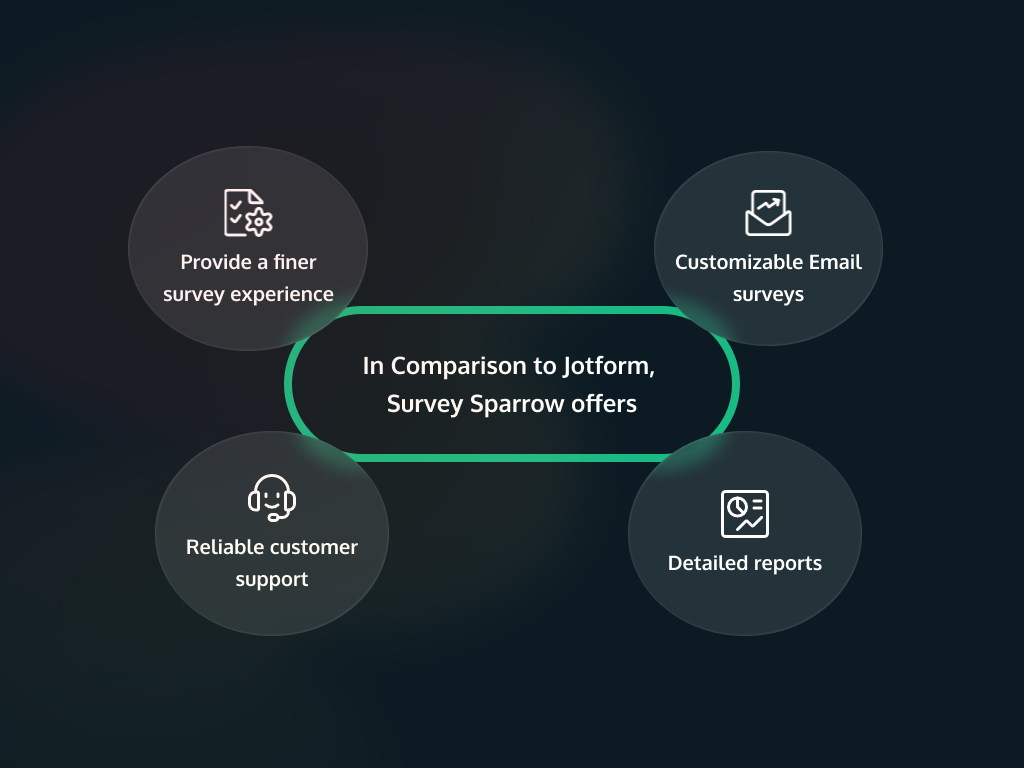 Provide a finer
survey experience
Customizable Email
surveys
In Comparison to Jotform,
Survey Sparrow offers
Reliable customer
support
Detailed reports